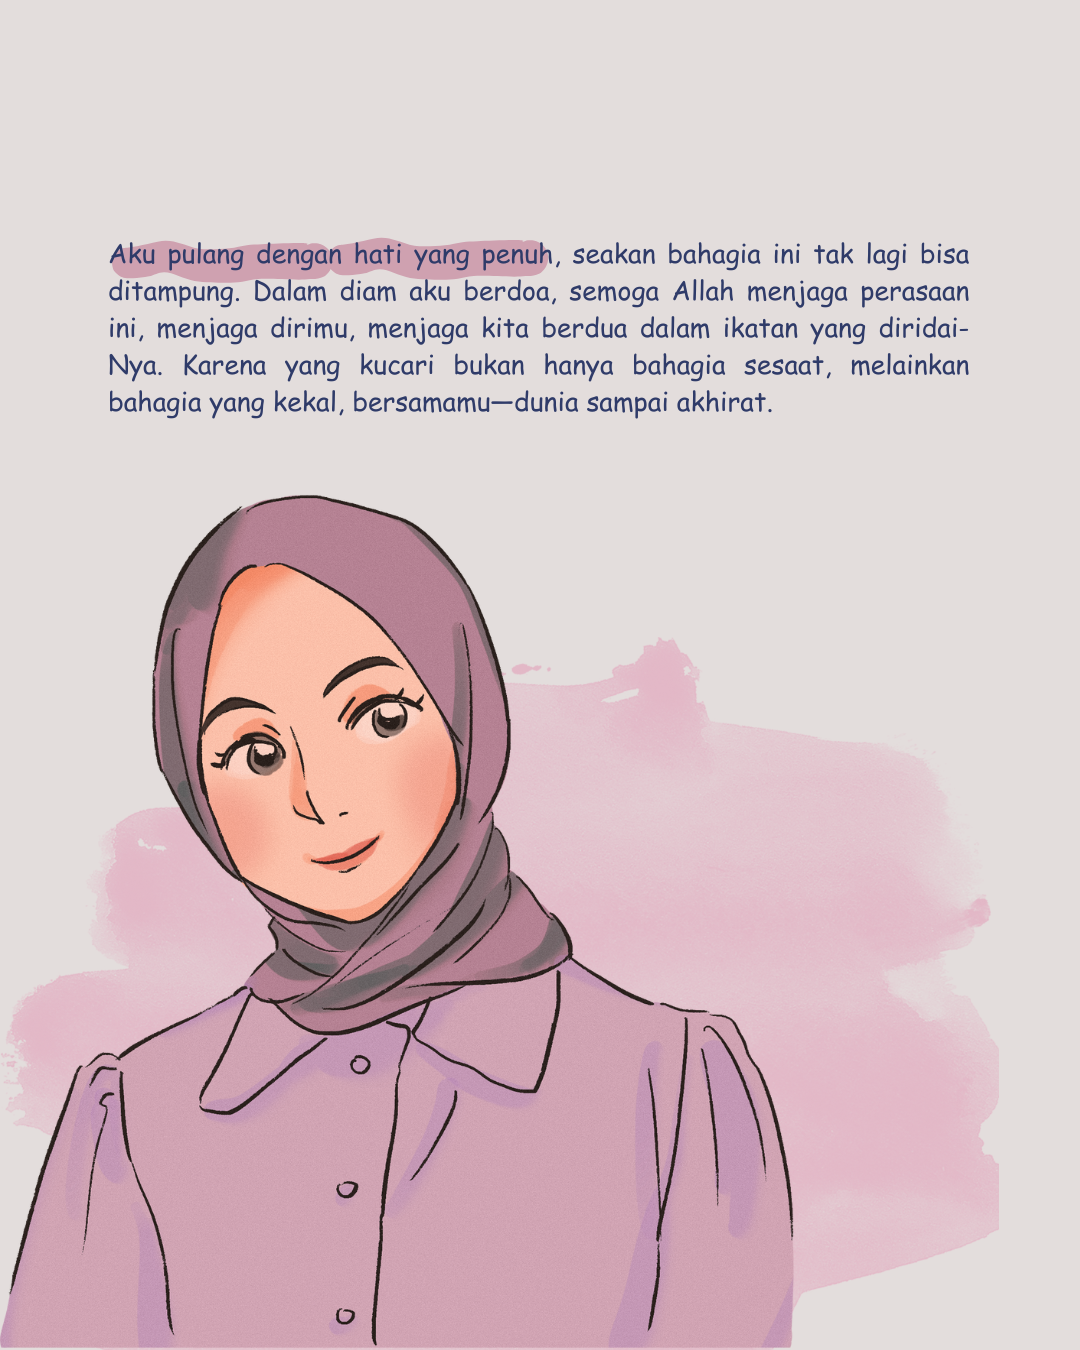 Aku pulang dengan hati yang penuh, seakan bahagia ini tak lagi bisa
ditampung. Dalam diam aku berdoa, semoga Allah menjaga perasaan
ini, menjaga dirimu, menjaga kita berdua dalam ikatan yang diridai-
Nya. Karena yang kucari bukan hanya bahagia sesaat, melainkan
bahagia yang kekal, bersamamu—dunia sampai akhirat.